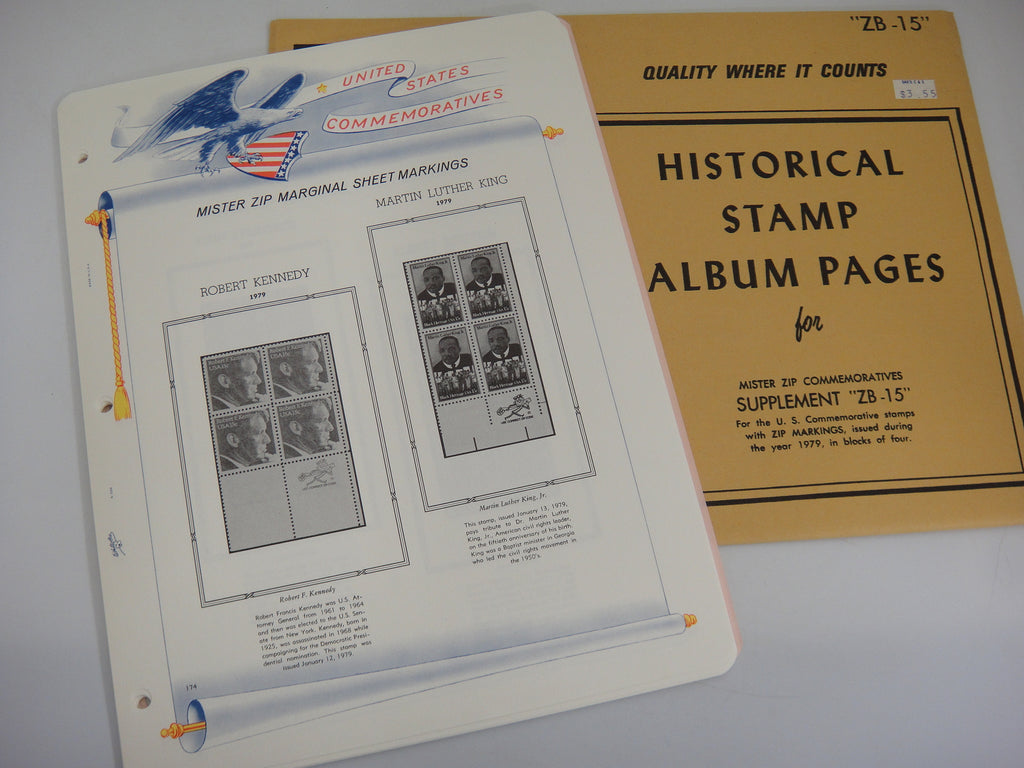 UNITED
STATES
COMMEMORATIVES
MISTER ZIP MARGINAL SHEET MARKINGS
MARTIN LUTHER KING
1979
ROBERT KENNEDY
1979
Martin Luther King, Jr.
This stamp, issued January 13, 1979,
pays tribute to Dr. Martin Luther
King, Jr., American civil rights leader,
on the fiftieth anniversary of his birth.
King was a Baptist minister in Georgia
who led the civil rights movement in
the 1950's.
Robert F. Kennedy
Robert Francis Kennedy was U.S. At-
torney General from 1961 to 1964
and then was elected to the U.S. Sen-
ate from New York. Kennedy, born in
1925, was assassinated in 1968 while
campaigning for the Democratic Presi-
dential nomination. This stamp was
issued January 12, 1979.
174
"ZB-15"
QUALITY WHERE IT COUNTS
$3.55
HISTORICAL
STAMP
ALBUM PAGES
for
MISTER ZIP COMMEMORATIVES
SUPPLEMENT "ZB-15"
For the U. S. Commemorative stamps
with ZIP MARKINGS, issued during
the year 1979, in blocks of four.